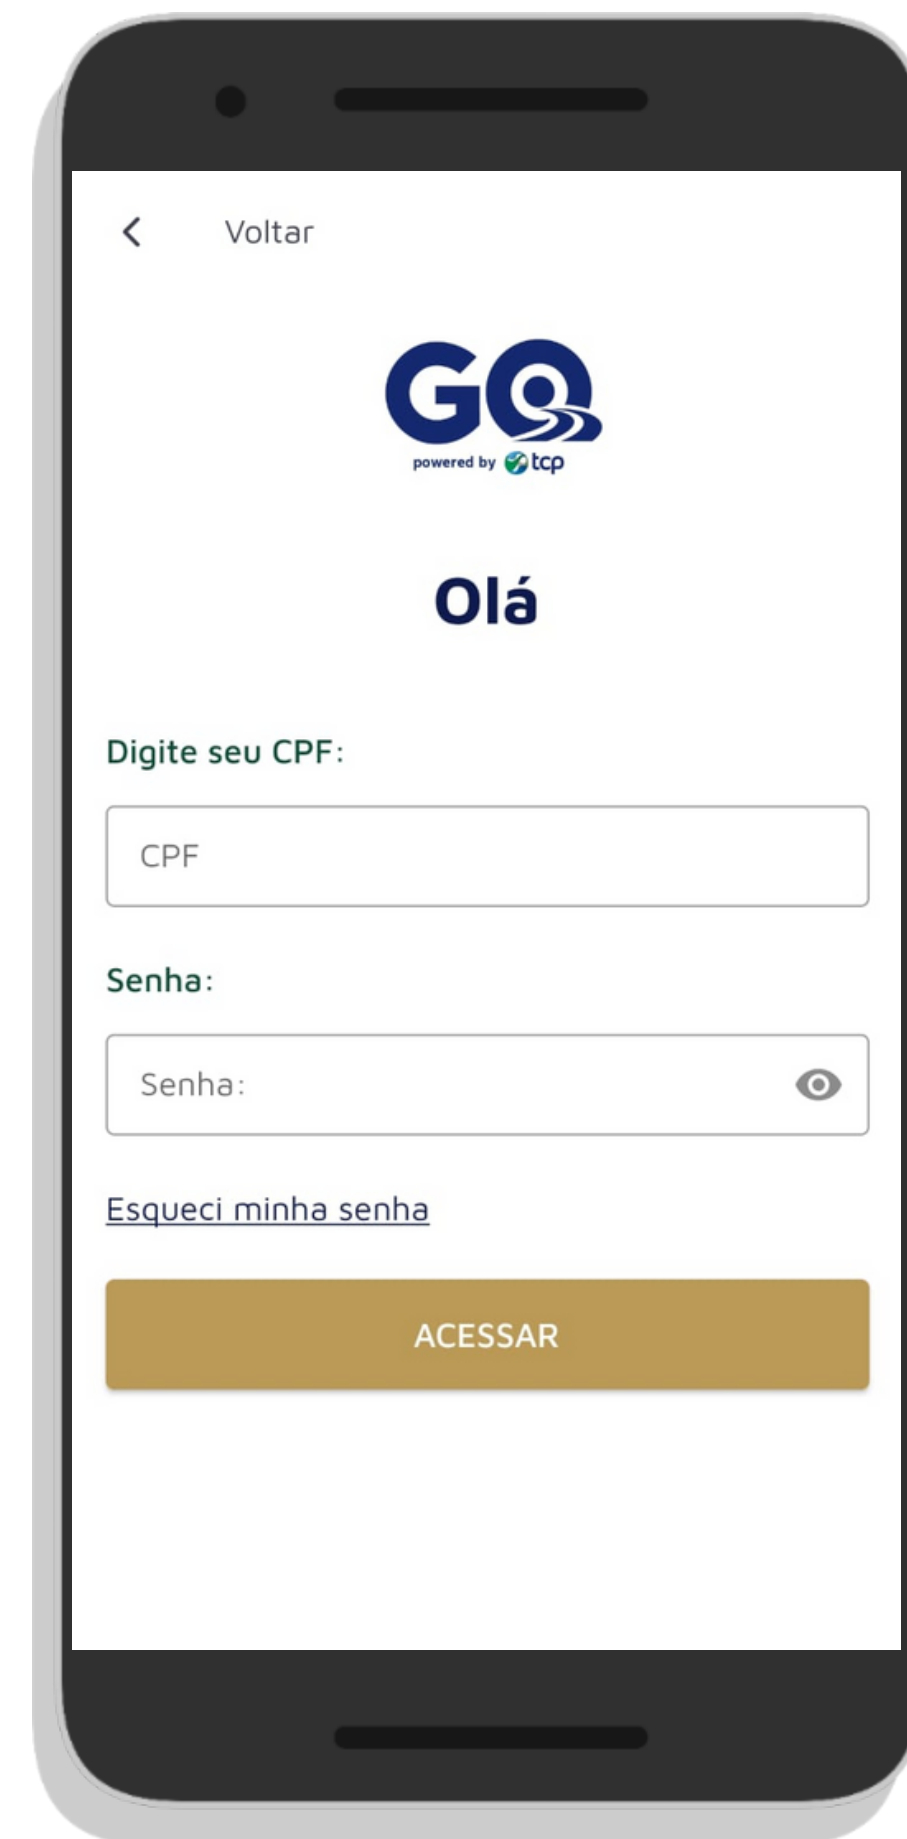 Voltar
GO
powered by tcp
Olá
Digite seu CPF:
CPF
Senha:
Senha:
Esqueci minha senha
ACESSAR